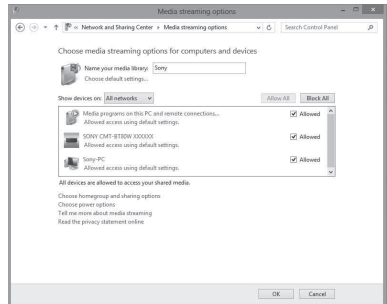 Media streaming options
« Network and Sharing Center ▸ Media streaming options
Search Control Panel
Choose media streaming options for computers and devices
Name your media library: Sony
Choose default settings...
Show devices on: All networks
Allow All
Block All
Media programs on this PC and remote connections...
Allowed access using default settings.
Allowed
SONY CMT-BT80W XXXXXX
Allowed access using default settings.
Allowed
Sony-PC
Allowed access using default settings.
Allowed
All devices are allowed to access your shared media.
Choose homegroup and sharing options
Choose power options
Tell me more about media streaming
Read the privacy statement online
OK
Cancel